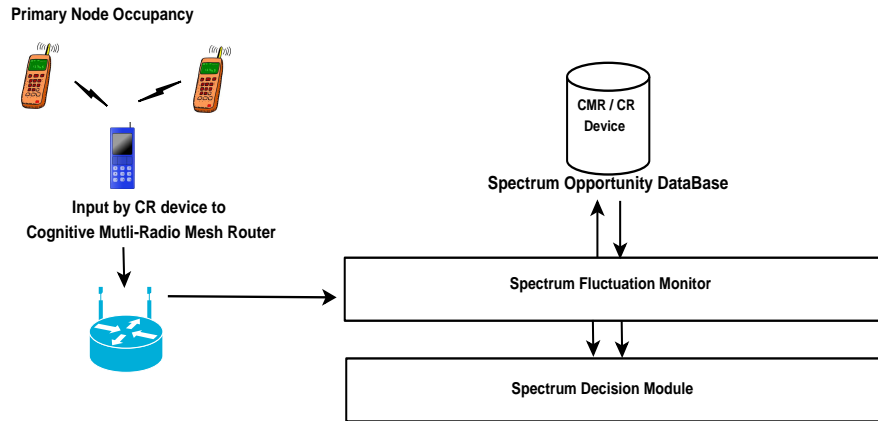 Primary Node Occupancy
Input by CR device to
Cognitive Mutli-Radio Mesh Router
CMR / CR
Device
Spectrum Opportunity DataBase
Spectrum Fluctuation Monitor
Spectrum Decision Module